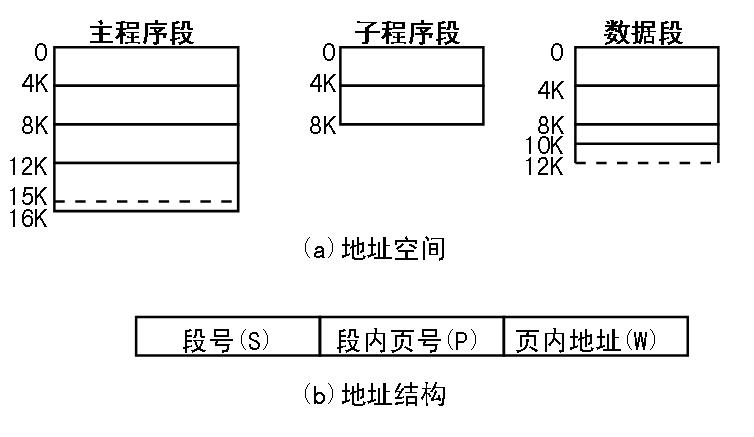 主程序段 子程序段 数据段
0 0 0
4K 4K 4K
8K 8K 8K
10K
12K 12K
15K
16K
(a)地址空间
段号(S) 段内页号(P) 页内地址(W)
(b)地址结构